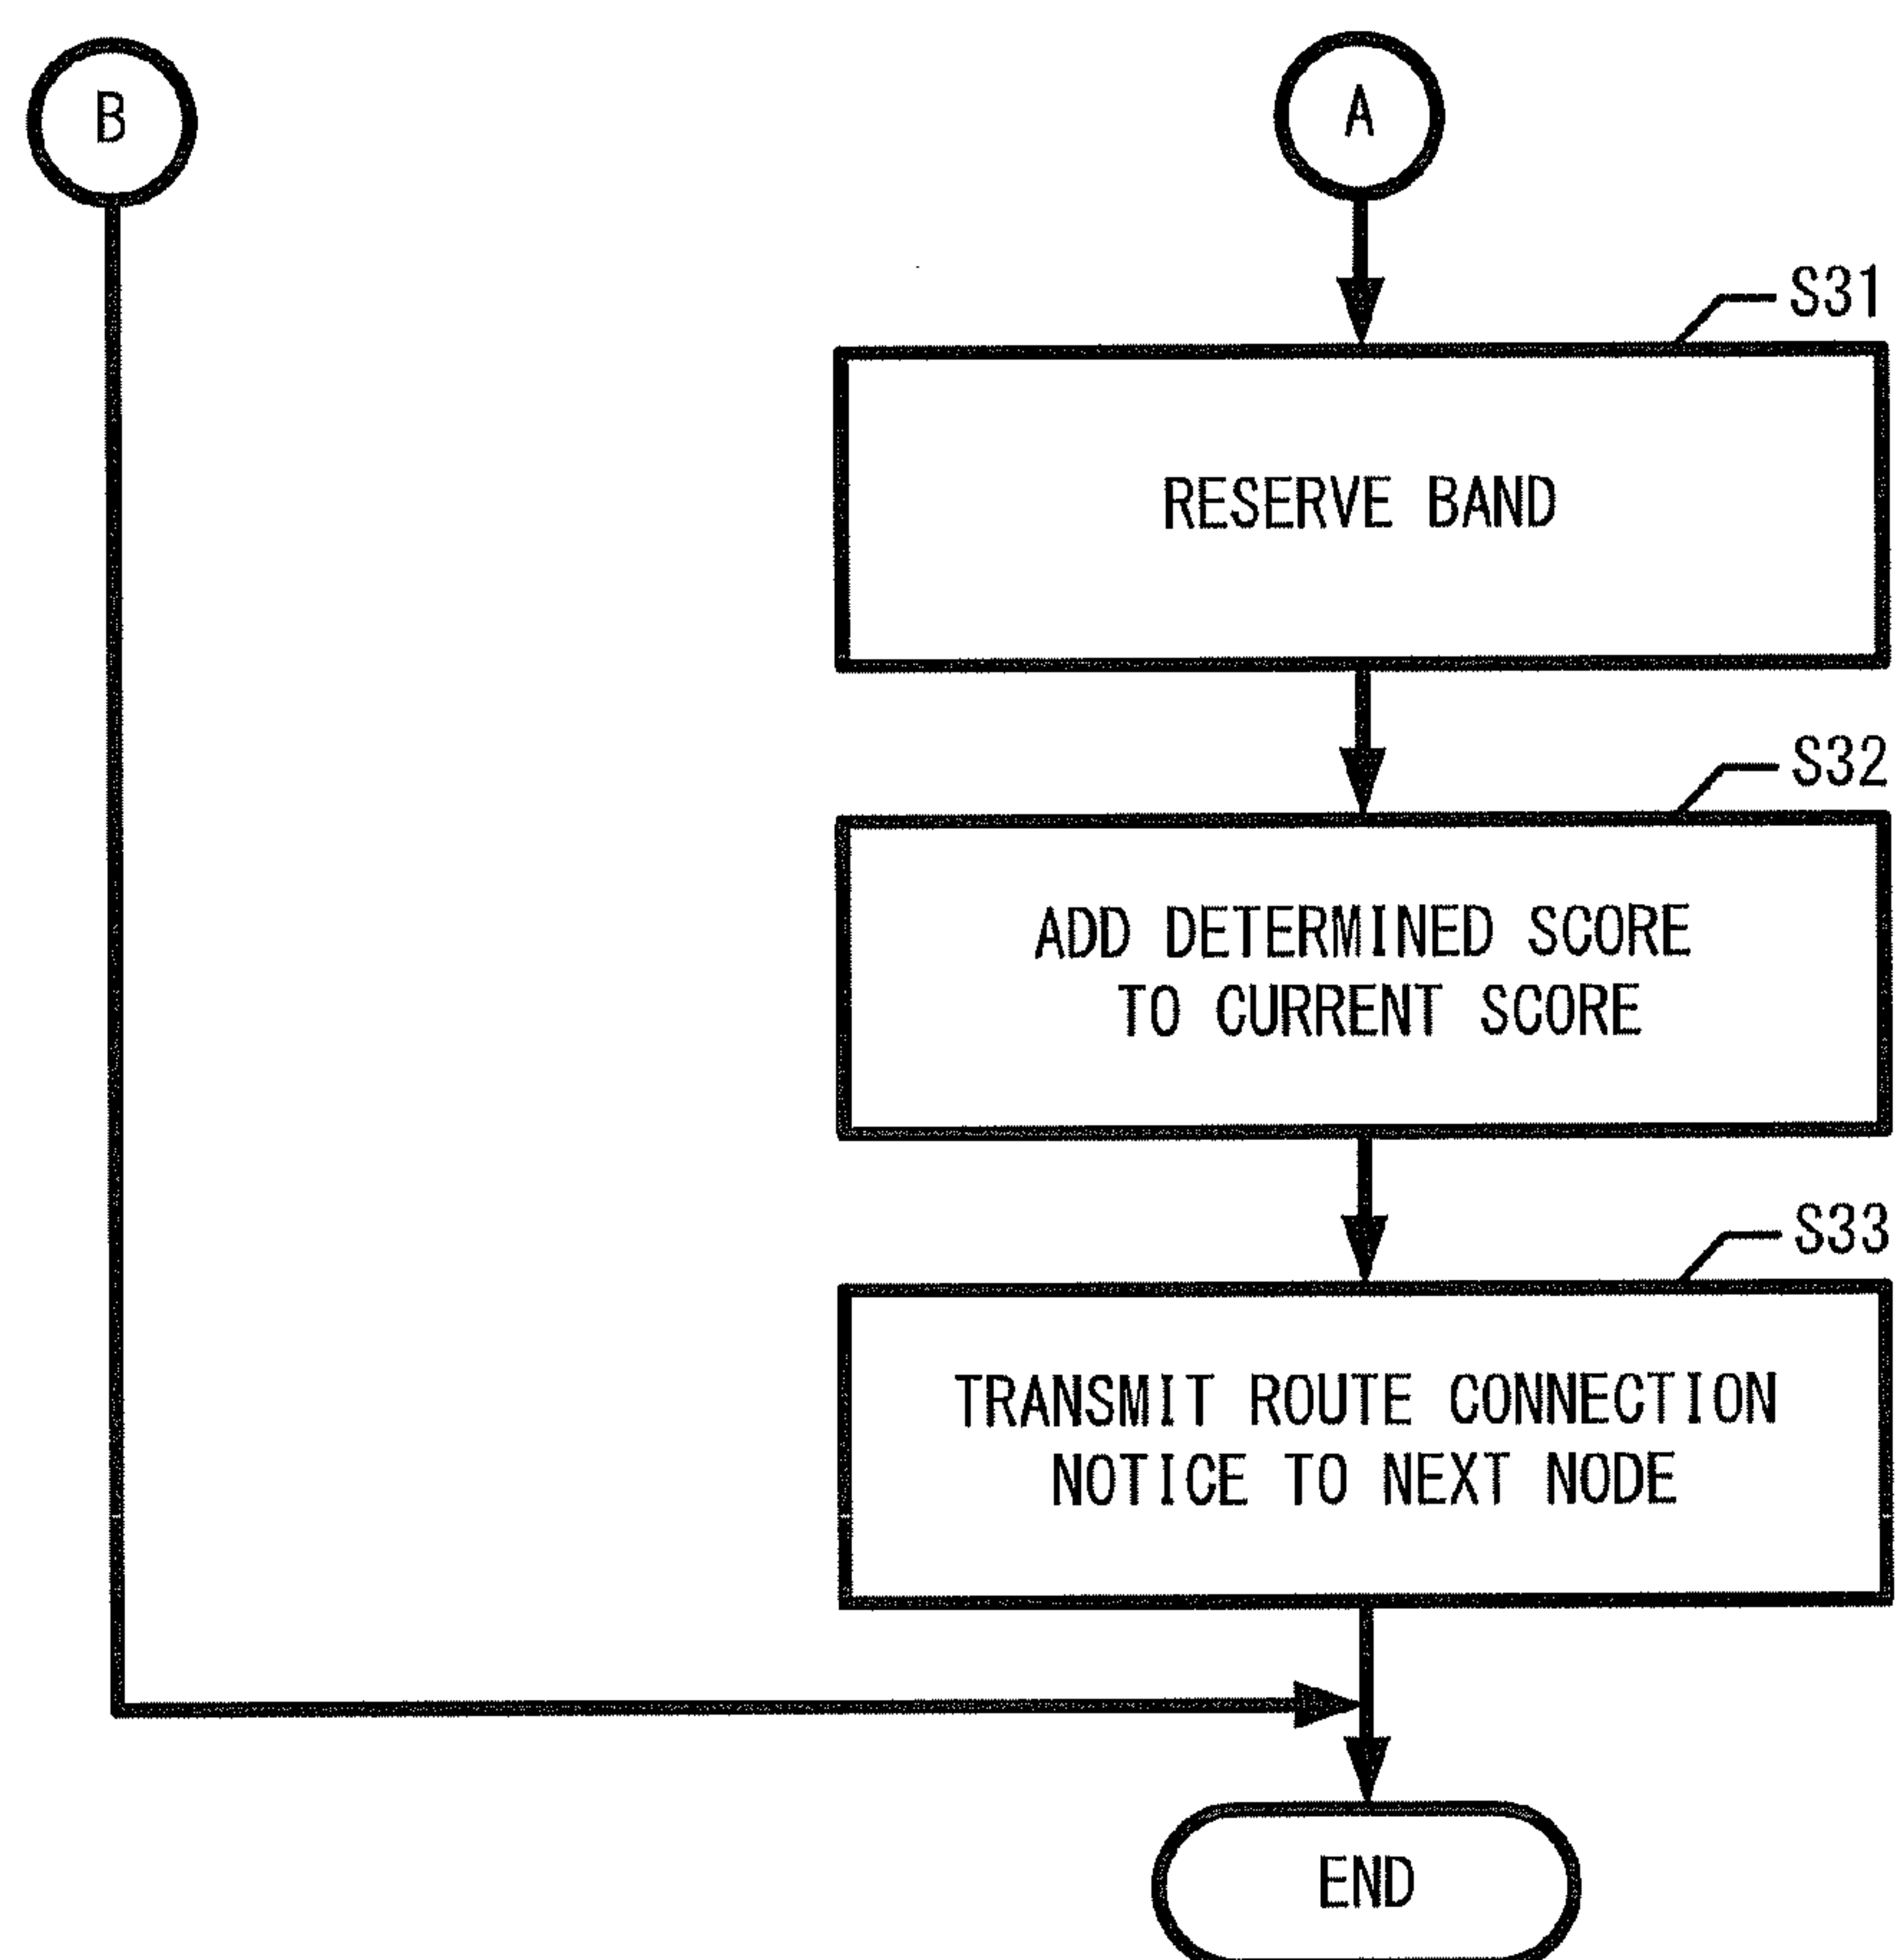 B
A
S31
RESERVE BAND
S32
ADD DETERMINED SCORE
TO CURRENT SCORE
S33
TRANSMIT ROUTE CONNECTION
NOTICE TO NEXT NODE
END